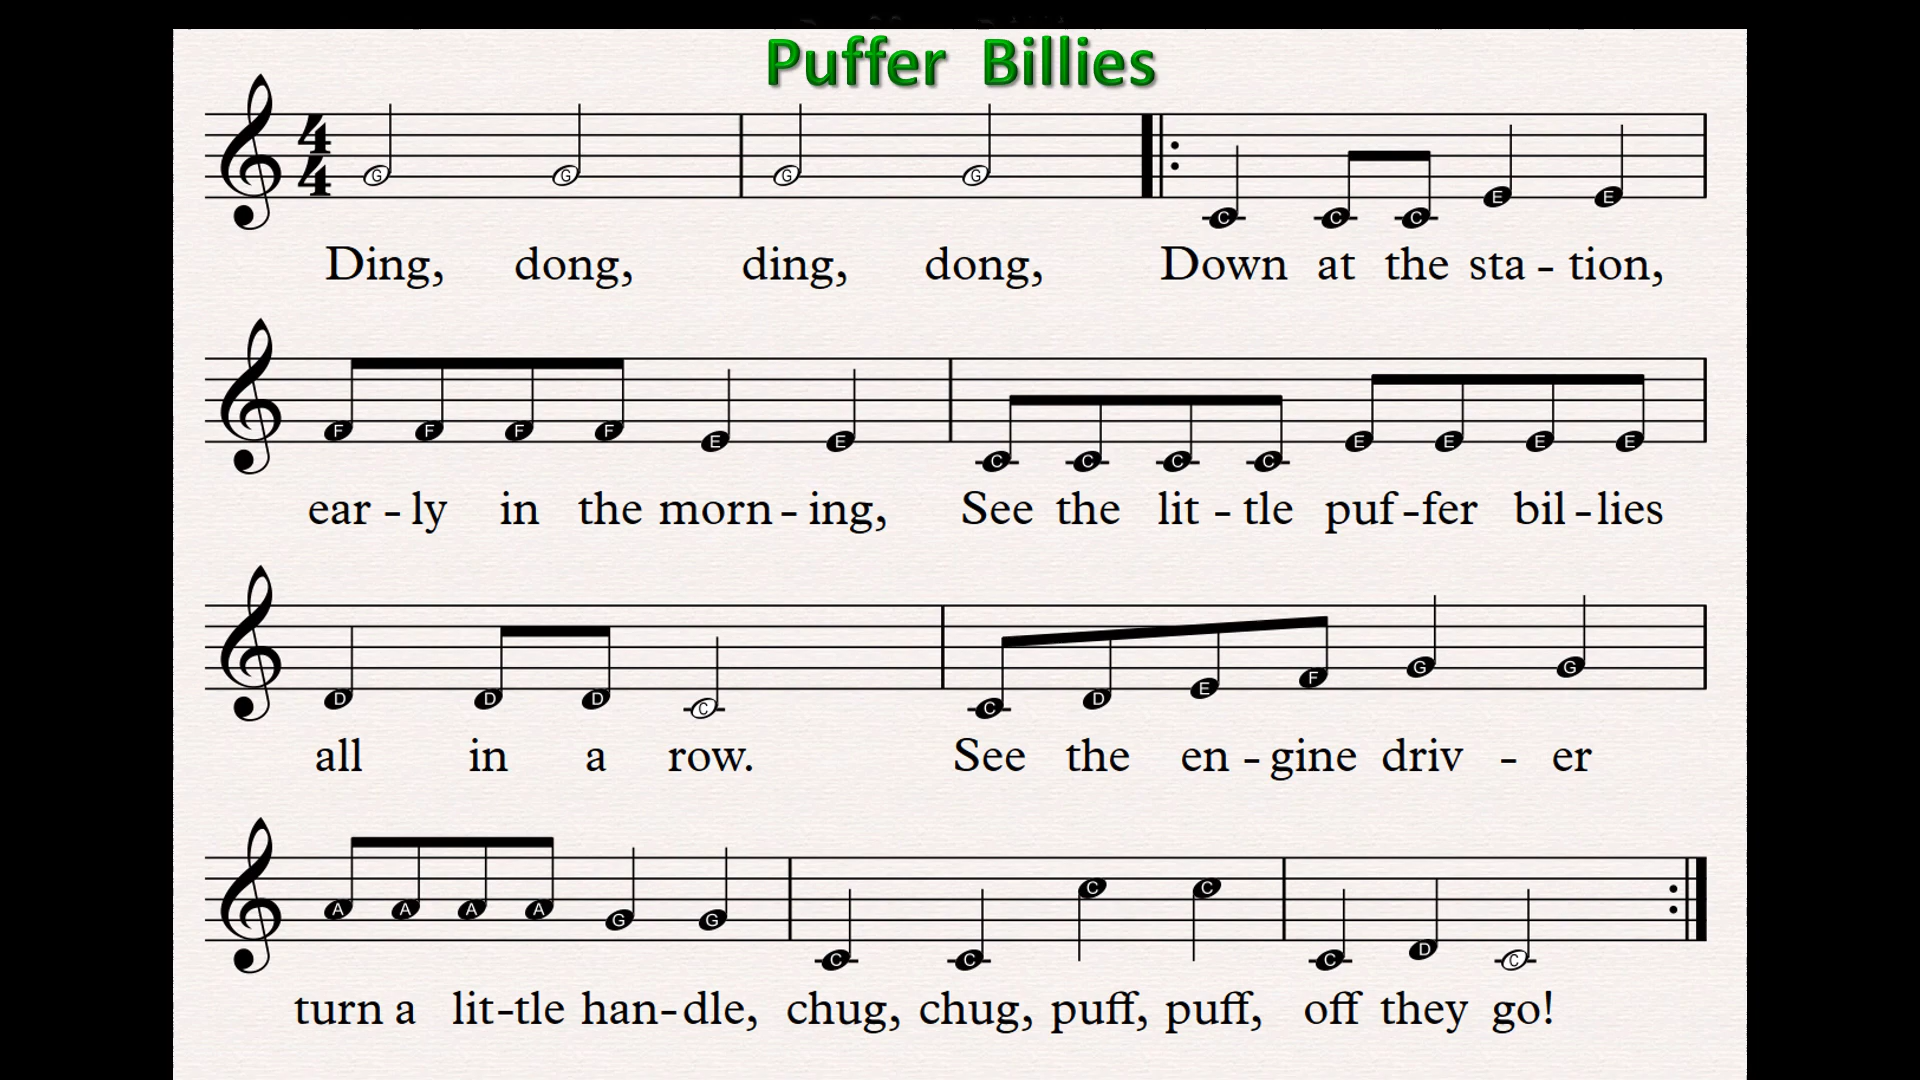 Puffer Billies
4
4
G G G G C C C E E
Ding, dong, ding, dong, Down at the sta - tion,
F F F F E E C C C C E E E E
ear - ly in the morn - ing, See the lit - tle puf - fer bil - lies
D D D C C D E F G G
all in a row. See the en - gine driv - er
A A A A G G C C C C C D C
turn a lit - tle han - dle, chug, chug, puff, puff, off they go!